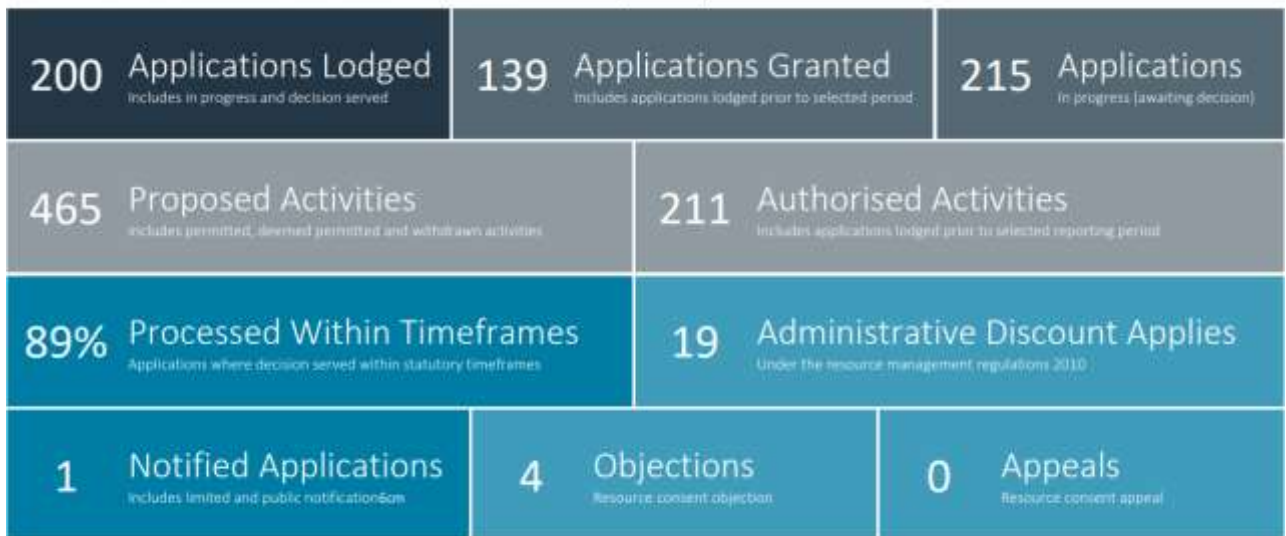 200 Applications Lodged
Includes in progress and decision served
139 Applications Granted
Includes applications lodged prior to selected period
215 Applications
In progress (awaiting decision)
465 Proposed Activities
Includes permitted, deemed permitted and withdrawn activities
211 Authorised Activities
Includes applications lodged prior to selected reporting period
89% Processed Within Timeframes
Applications where decision served within statutory timeframes
19 Administrative Discount Applies
Under the resource management regulations 2010
1 Notified Applications
Includes limited and public notification6cm
4 Objections
Resource consent objection
0 Appeals
Resource consent appeal